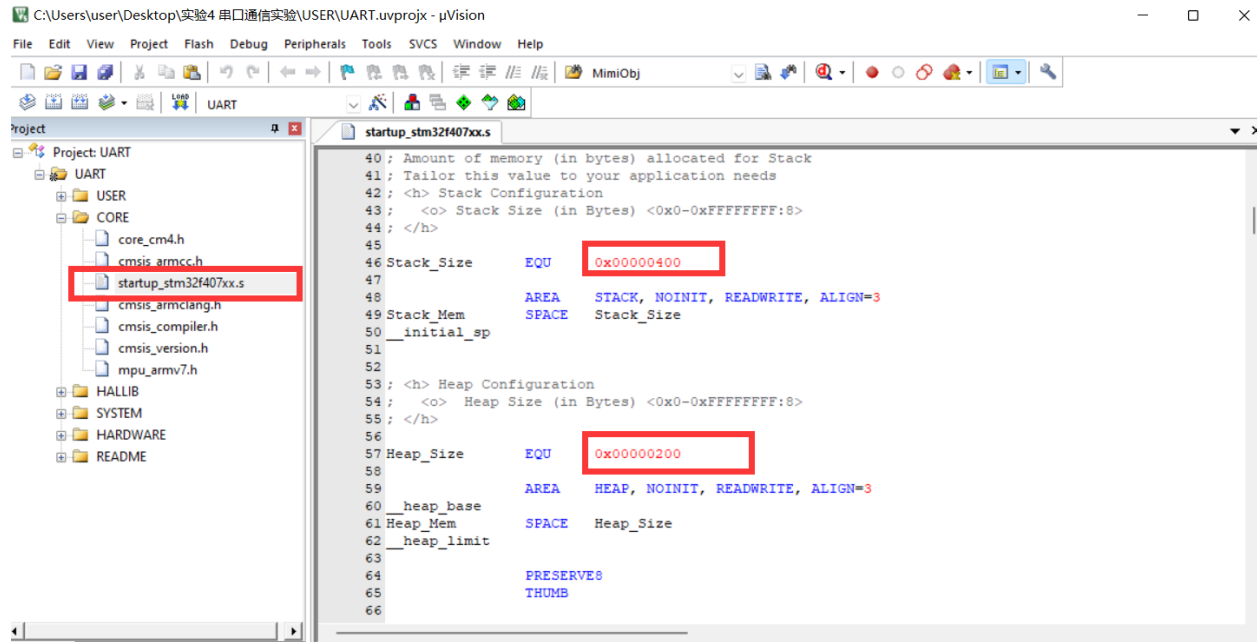 C:\Users\user\Desktop\实验4 串口通信实验\USER\UART.uvprojx - µVision
File Edit View Project Flash Debug Peripherals Tools SVCS Window Help
MimiObj
LOAD UART
Project
startup_stm32f407xx.s
Project: UART
UART
USER
CORE
core_cm4.h
cmsis_armcc.h
startup_stm32f407xx.s
cmsis_armclang.h
cmsis_compiler.h
cmsis_version.h
mpu_armv7.h
HALLIB
SYSTEM
HARDWARE
README
40 ; Amount of memory (in bytes) allocated for Stack
41 ; Tailor this value to your application needs
42 ; <h> Stack Configuration
43 ;   <o> Stack Size (in Bytes) <0x0-0xFFFFFFFF:8>
44 ; </h>
45
46 Stack_Size      EQU     0x00000400
47
48                 AREA    STACK, NOINIT, READWRITE, ALIGN=3
49 Stack_Mem       SPACE   Stack_Size
50 __initial_sp
51
52
53 ; <h> Heap Configuration
54 ;   <o>  Heap Size (in Bytes) <0x0-0xFFFFFFFF:8>
55 ; </h>
56
57 Heap_Size       EQU     0x00000200
58
59                 AREA    HEAP, NOINIT, READWRITE, ALIGN=3
60 __heap_base
61 Heap_Mem        SPACE   Heap_Size
62 __heap_limit
63
64                 PRESERVE8
65                 THUMB
66